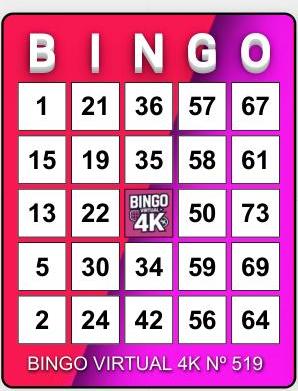 B I N G O
1 21 36 57 67
15 19 35 58 61
13 22 BINGO VIRTUAL 4K 50 73
5 30 34 59 69
2 24 42 56 64
BINGO VIRTUAL 4K Nº 519